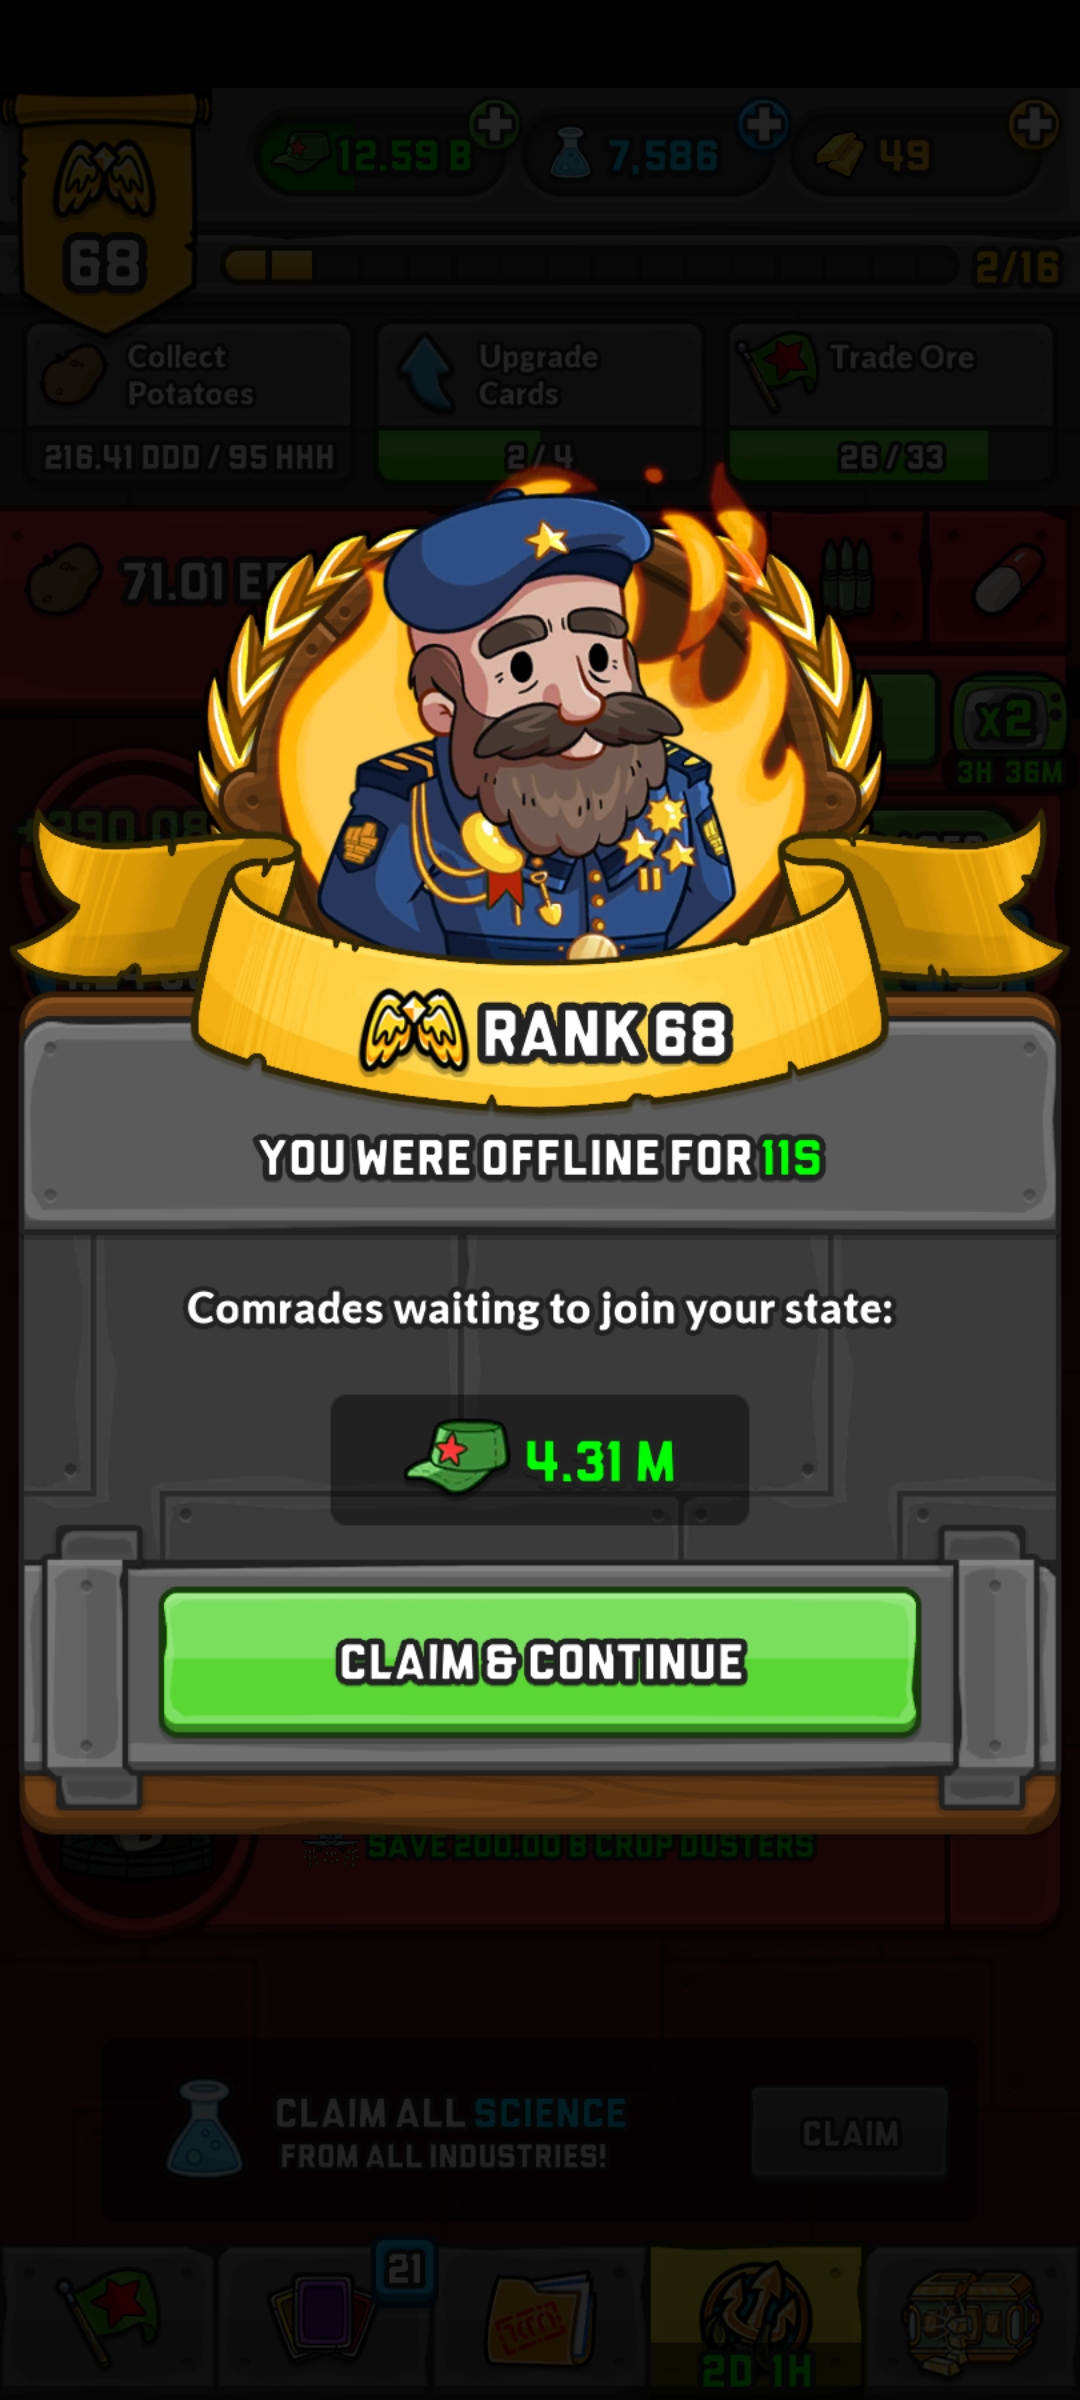 12.59 B
7,586
49
68
2/16
Collect
Potatoes
216.41 DDD / 95 HHH
Upgrade
Cards
2/4
Trade Ore
26/33
71.01
x2
3H 36M
RANK 68
YOU WERE OFFLINE FOR 11S
Comrades waiting to join your state:
4.31 M
CLAIM & CONTINUE
SAVE 200.00 B CROP DUSTERS
CLAIM ALL SCIENCE
FROM ALL INDUSTRIES!
CLAIM
21
2D 1H